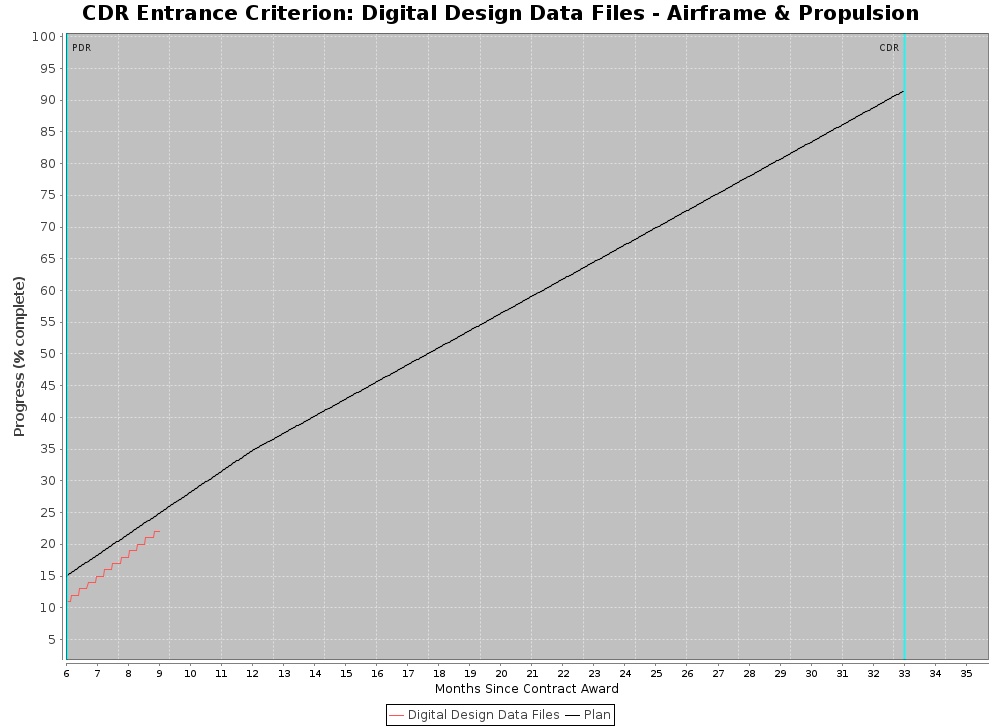 CDR Entrance Criterion: Digital Design Data Files - Airframe & Propulsion
PDR
CDR
100
95
90
85
80
75
70
65
60
55
50
45
40
35
30
25
20
15
10
5
Progress (% complete)
6 7 8 9 10 11 12 13 14 15 16 17 18 19 20 21 22 23 24 25 26 27 28 29 30 31 32 33 34 35
Months Since Contract Award
Digital Design Data Files Plan